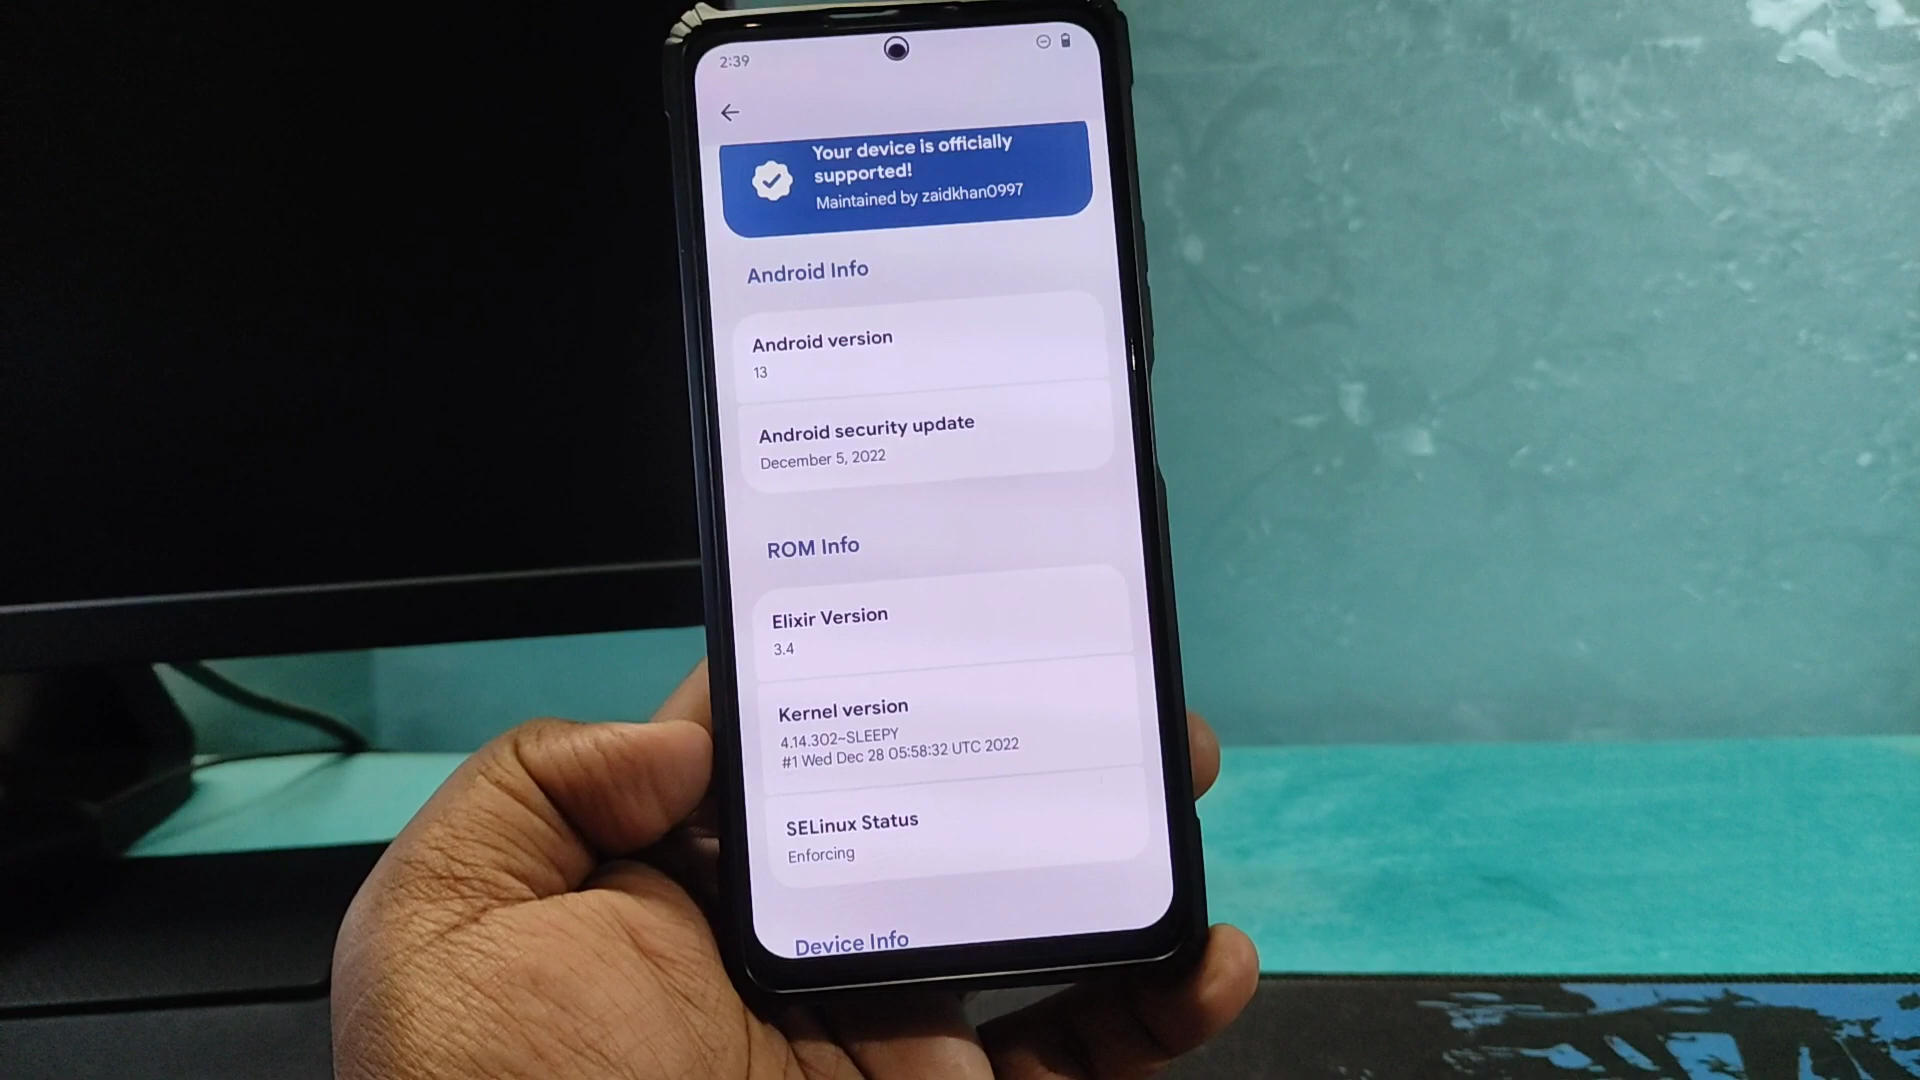 2:39
Your device is officially
supported!
Maintained by zaidkhan0997
Android Info
Android version
13
Android security update
December 5, 2022
ROM Info
Elixir Version
3.4
Kernel version
4.14.302-SLEEPY
#1 Wed Dec 28 05:58:32 UTC 2022
SELinux Status
Enforcing
Device Info